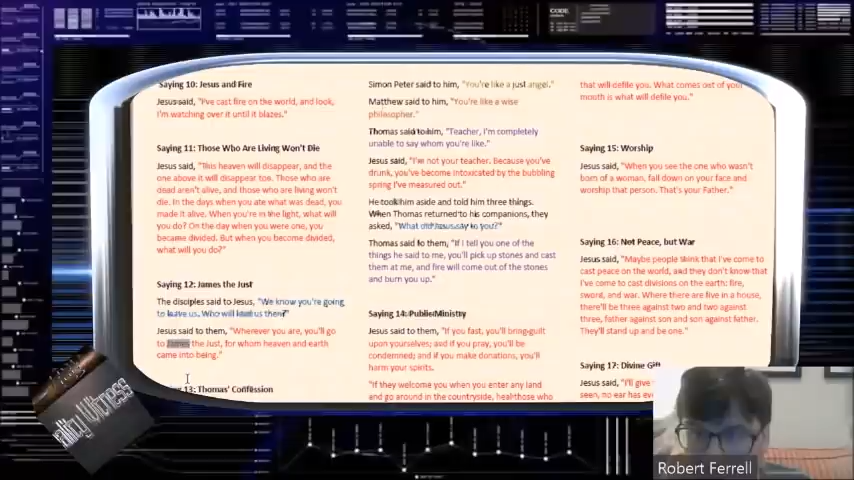 CODE
Saying 10: Jesus and Fire
Jesus said, "I've cast fire on the world, and look,
I'm watching over it until it blazes."
Saying 11: Those Who Are Living Won't Die
Jesus said, "This heaven will disappear, and the
one above it will disappear too. Those who are
dead aren't alive, and those who are living won't
die. In the days when you ate what was dead, you
made it alive. When you're in the light, what will
you do? On the day when you were one, you
became divided. But when you become divided,
what will you do?"
Saying 12: James the Just
The disciples said to Jesus, "We know you're going
to leave us. Who will lead us then?"
Jesus said to them, "Wherever you are, you'll go
to James the Just, for whom heaven and earth
came into being."
13: Thomas' Confession
Simon Peter said to him, "You're like a just angel."
Matthew said to him, "You're like a wise
philosopher."
Thomas said to him, "Teacher, I'm completely
unable to say whom you're like."
Jesus said, "I'm not your teacher. Because you've
drunk, you've become intoxicated by the bubbling
spring I've measured out."
He took him aside and told him three things.
When Thomas returned to his companions, they
asked, "What did Jesus say to you?"
Thomas said to them, "If I tell you one of the
things he said to me, you'll pick up stones and cast
them at me, and fire will come out of the stones
and burn you up."
Saying 14: Public Ministry
Jesus said to them, "If you fast, you'll bring guilt
upon yourselves; and if you pray, you'll be
condemned; and if you make donations, you'll
harm your spirits.
"If they welcome you when you enter any land
and go around in the countryside, heal those who
that will defile you. What comes out of your
mouth is what will defile you."
Saying 15: Worship
Jesus said, "When you see the one who wasn't
born of a woman, fall down on your face and
worship that person. That's your Father."
Saying 16: Not Peace, but War
Jesus said, "Maybe people think that I've come to
cast peace on the world, and they don't know that
I've come to cast divisions on the earth: fire,
sword, and war. Where there are five in a house,
there'll be three against two and two against
three, father against son and son against father.
They'll stand up and be one."
Saying 17: Divine Gift
Jesus said, "I'll give
seen, no ear has
Witness
Robert Ferrell